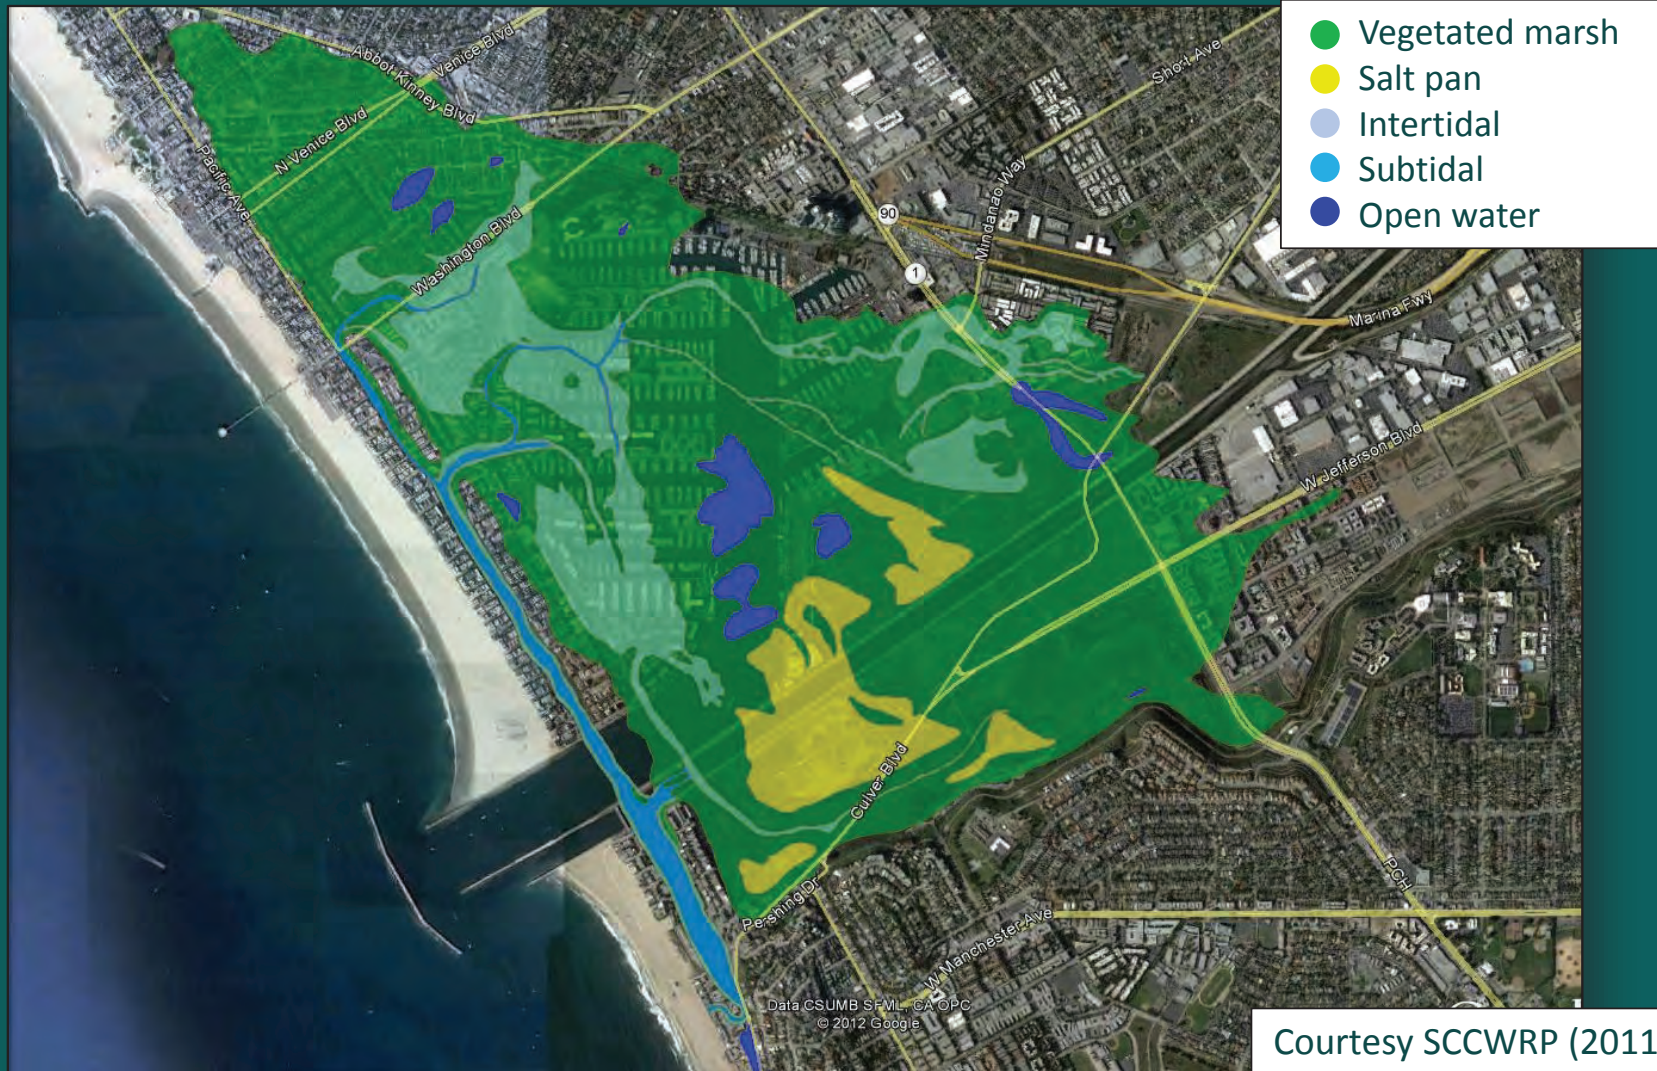 Vegetated marsh
Salt pan
Intertidal
Subtidal
Open water
Abbot Kinney Blvd
Venice Blvd
N Venice Blvd
Pacific Ave
Washington Blvd
Short Ave
Mindanao Way
90
1
Marina Fwy
W Jefferson Blvd
Culver Blvd
Pershing Dr
PCH
W Manchester Ave
Data CSUMB SFML, CA OPC
© 2012 Google
Courtesy SCCWRP (2011